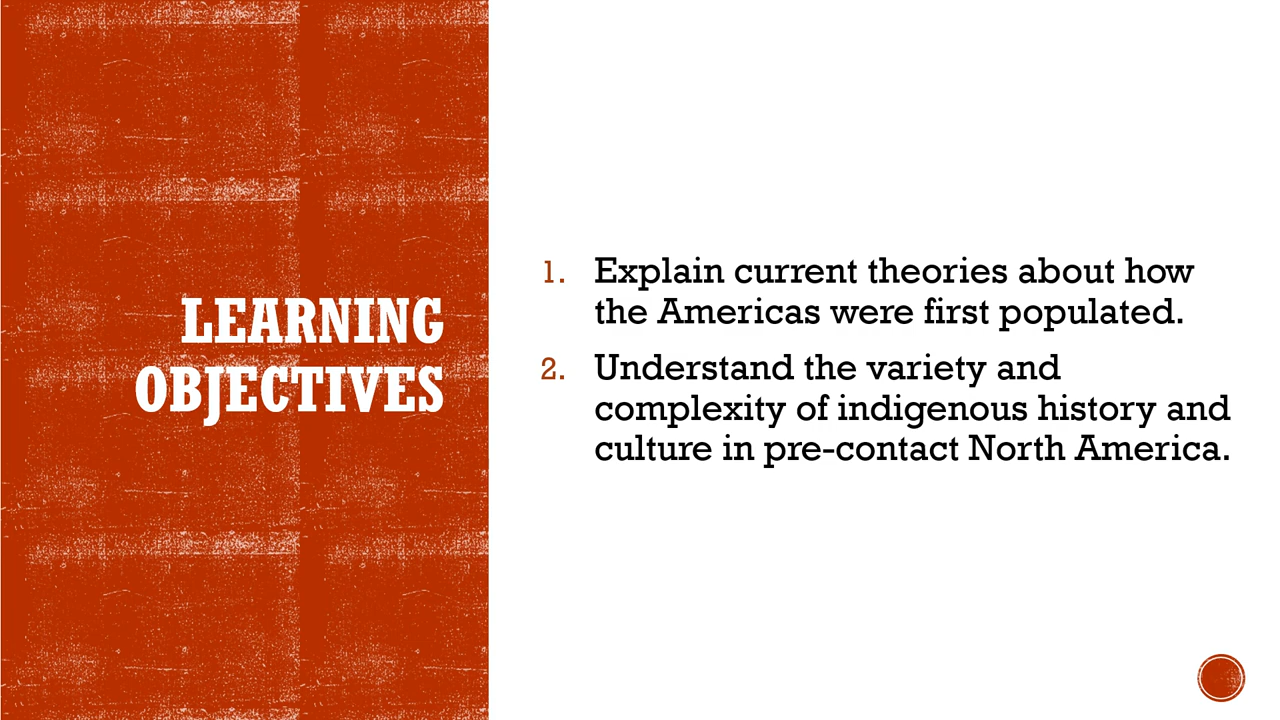 LEARNING
OBJECTIVES
1. Explain current theories about how
the Americas were first populated.
2. Understand the variety and
complexity of indigenous history and
culture in pre-contact North America.